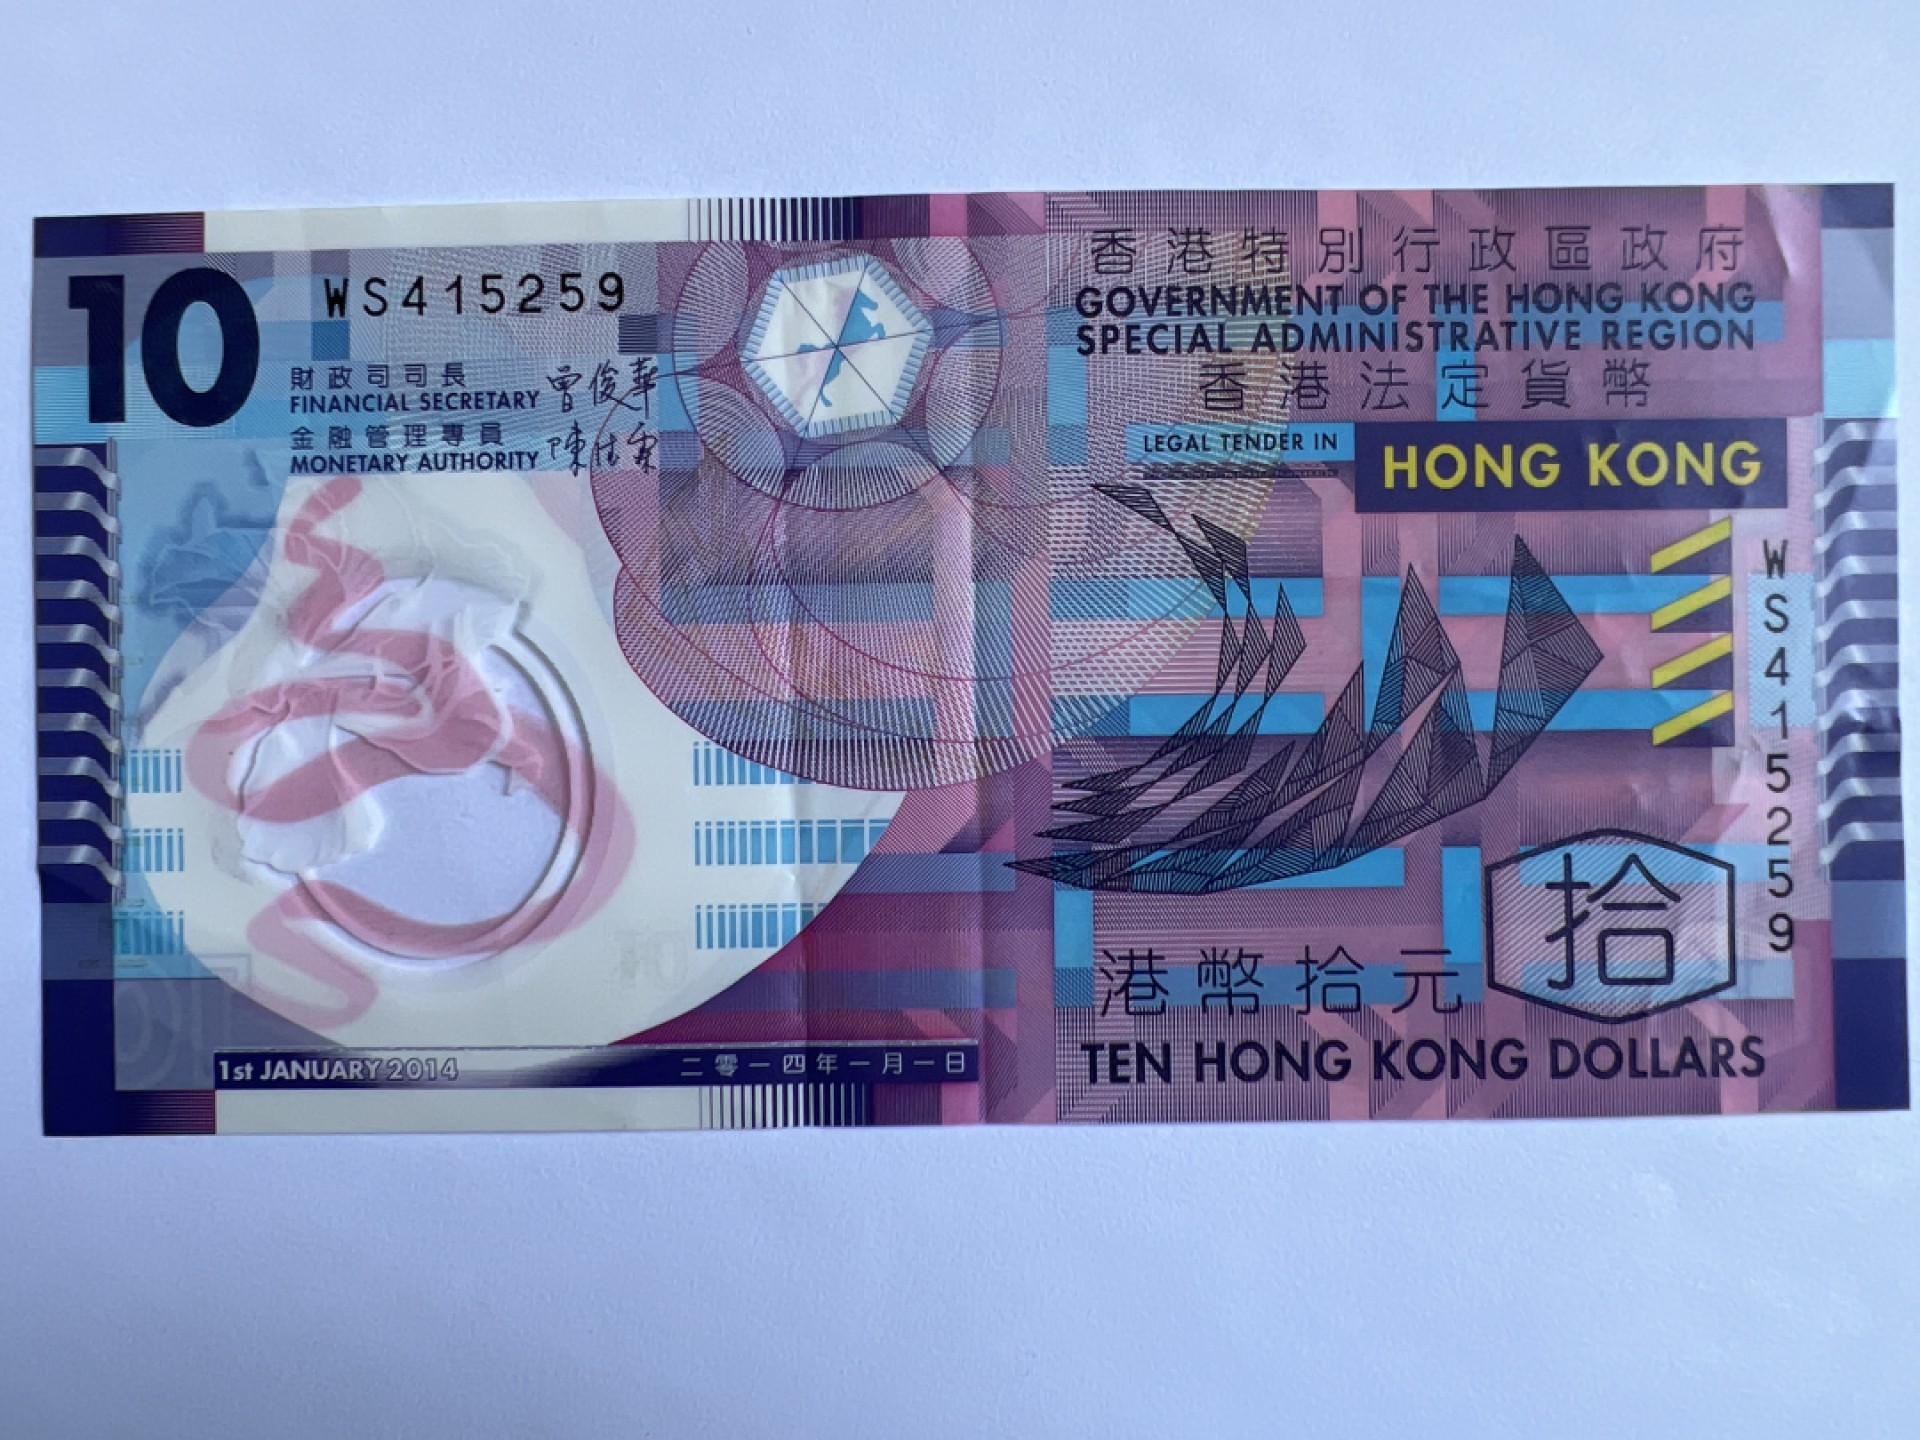 10
WS415259
財政司司長
FINANCIAL SECRETARY 曾俊華
金融管理專員
MONETARY AUTHORITY 陳德霖
香港特別行政區政府
GOVERNMENT OF THE HONG KONG
SPECIAL ADMINISTRATIVE REGION
香港法定貨幣
LEGAL TENDER IN
HONG KONG
WS415259
拾
港幣拾元
TEN HONG KONG DOLLARS
1st JANUARY 2014
二零一四年一月一日